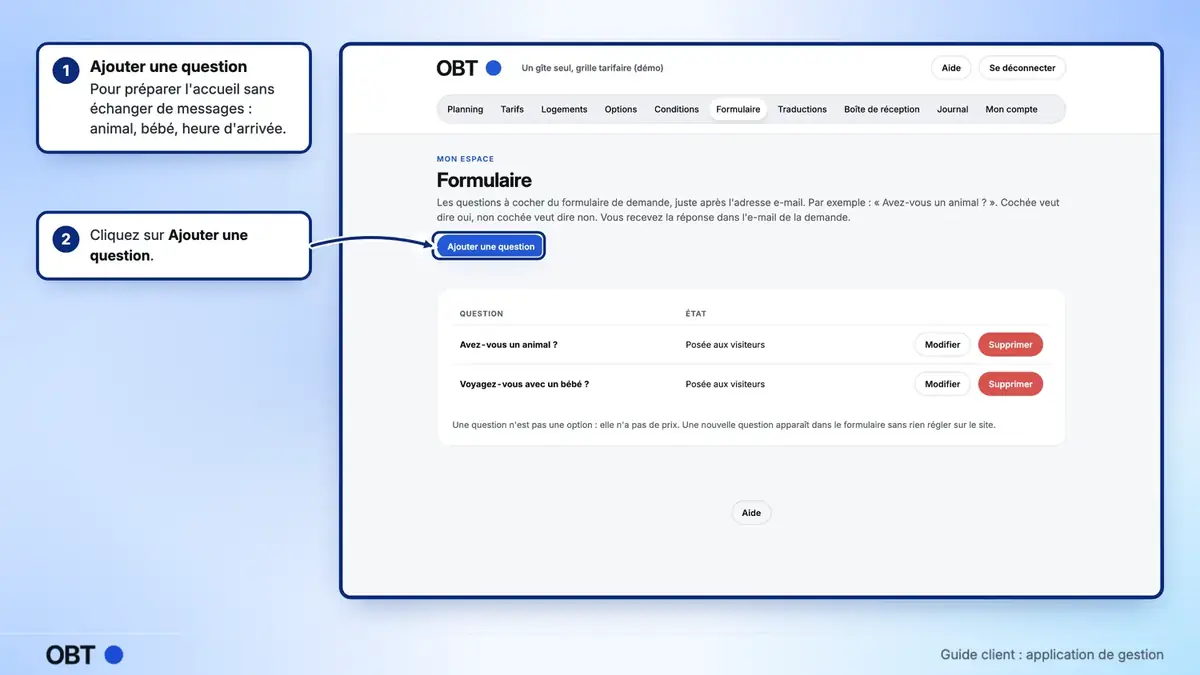 1
Ajouter une question
Pour préparer l'accueil sans
échanger de messages :
animal, bébé, heure d'arrivée.
2
Cliquez sur Ajouter une
question.
OBT
Un gîte seul, grille tarifaire (démo)
Aide
Se déconnecter
Planning
Tarifs
Logements
Options
Conditions
Formulaire
Traductions
Boîte de réception
Journal
Mon compte
MON ESPACE
Formulaire
Les questions à cocher du formulaire de demande, juste après l'adresse e-mail. Par exemple : « Avez-vous un animal ? ». Cochée veut
dire oui, non cochée veut dire non. Vous recevez la réponse dans l'e-mail de la demande.
Ajouter une question
QUESTION
ÉTAT
Avez-vous un animal ?
Posée aux visiteurs
Modifier
Supprimer
Voyagez-vous avec un bébé ?
Posée aux visiteurs
Modifier
Supprimer
Une question n'est pas une option : elle n'a pas de prix. Une nouvelle question apparaît dans le formulaire sans rien régler sur le site.
Aide
OBT
Guide client : application de gestion